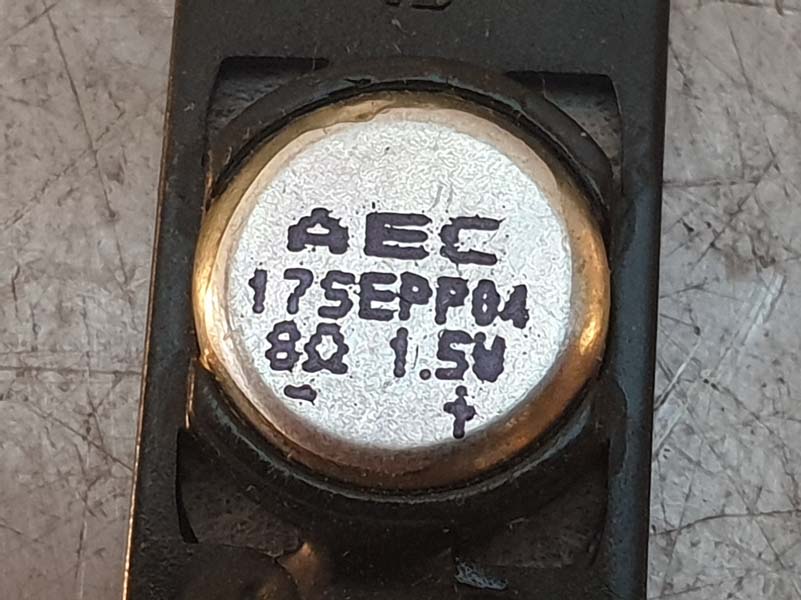 AEC
175EPP04
8Ω 1.5W
- +